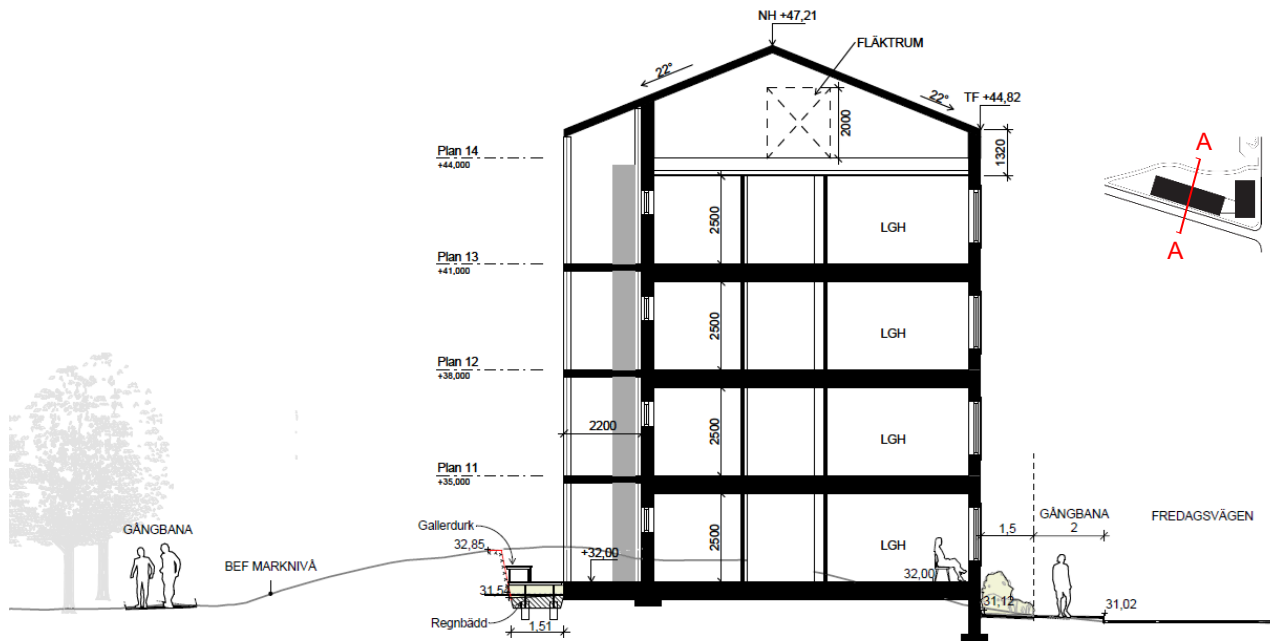 NH +47,21
FLÄKTRUM
22°
22°
TF +44,82
2000
1320
A
A
Plan 14
+44,000
2500
LGH
Plan 13
+41,000
2500
LGH
Plan 12
+38,000
2200
2500
LGH
Plan 11
+35,000
Gallerdurk
GÅNGBANA
32,85
BEF MARKNIVÅ
+32,00
2500
LGH
32,00
1,5
GÅNGBANA
2
FREDAGSVÄGEN
31,54
31,12
31,02
Regnbädd
1,51